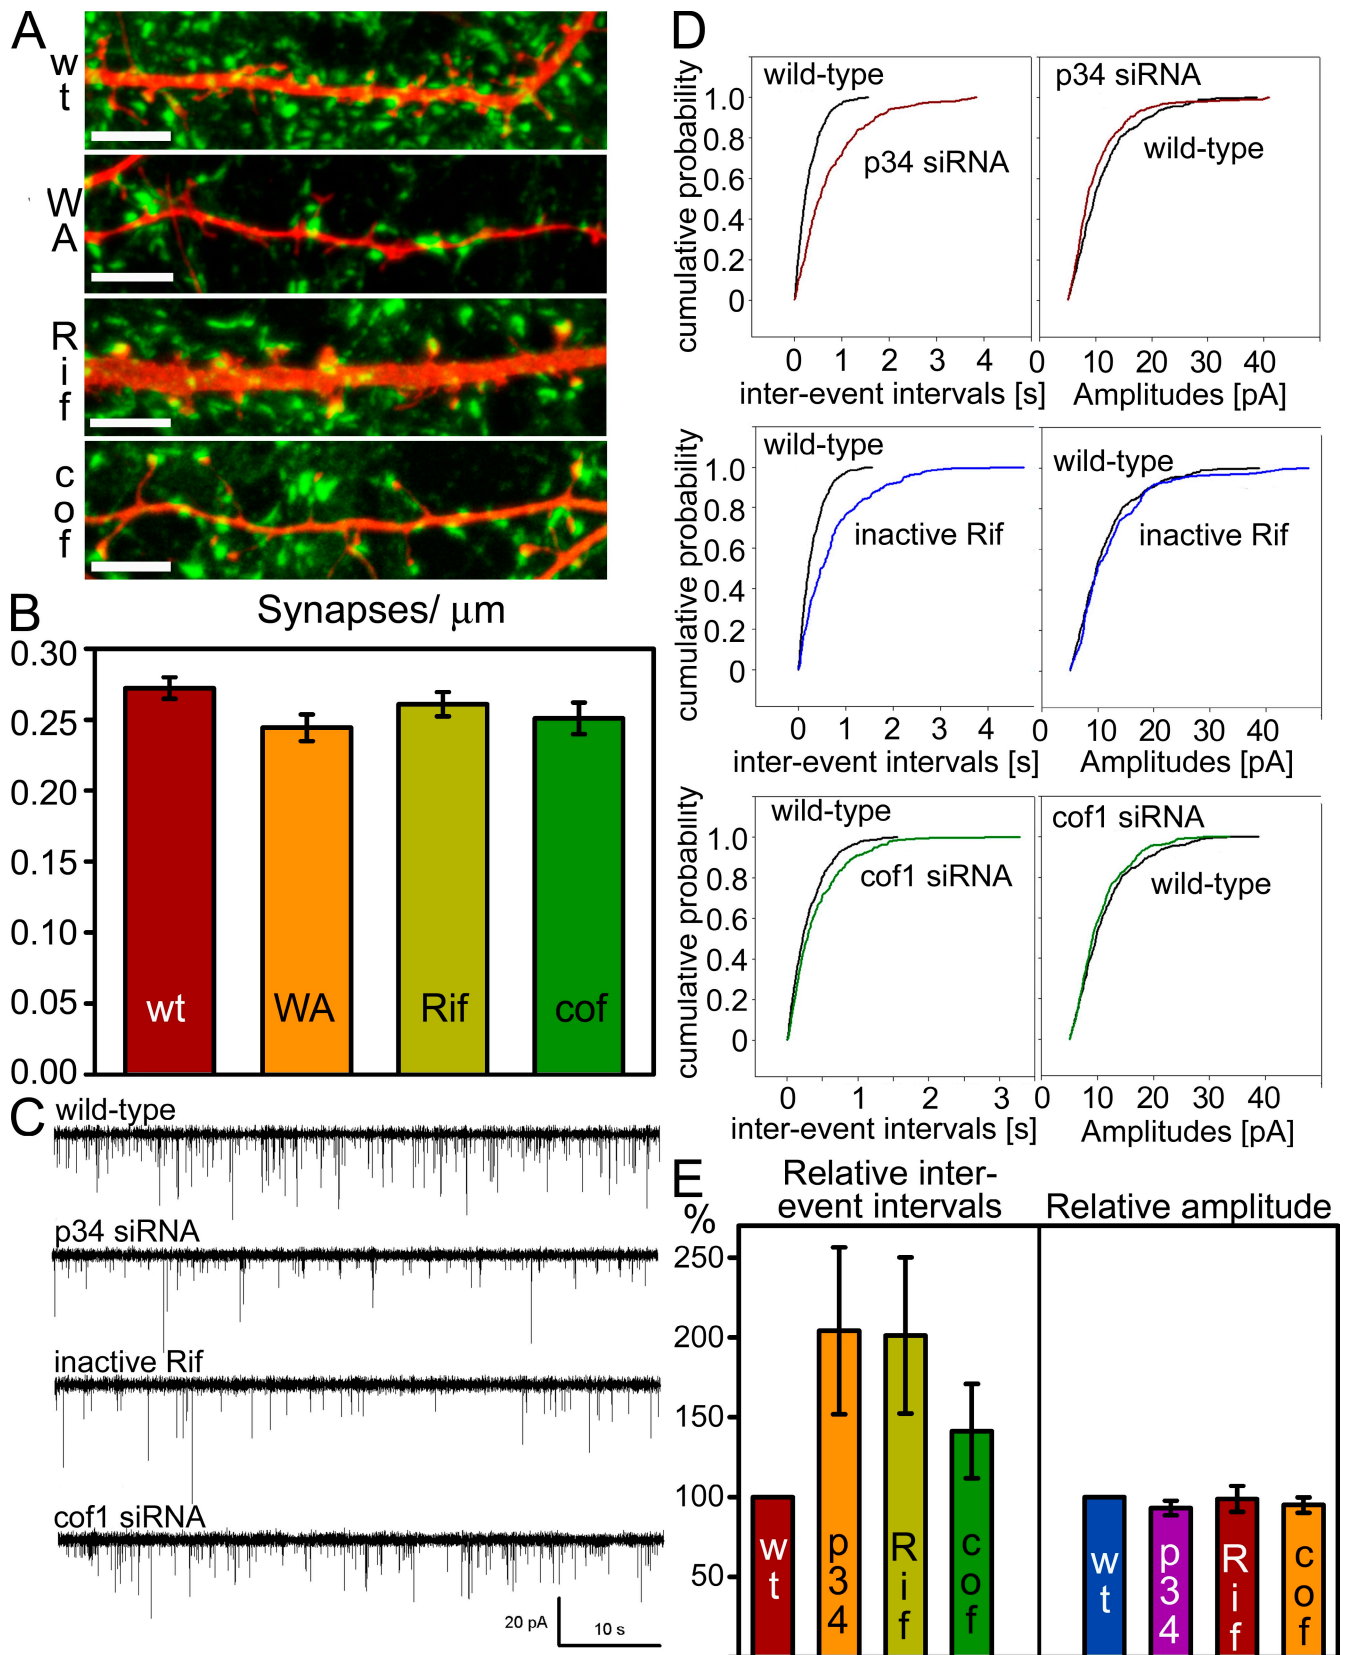 A
w
t
W
A
R
i
f
c
o
f
B
Synapses/ μm
0.30
0.25
0.20
0.15
0.10
0.05
0.00
wt
WA
Rif
cof
C
wild-type
p34 siRNA
inactive Rif
cof1 siRNA
20 pA
10 s
D
cumulative probability
wild-type
p34 siRNA
1.0
0.8
0.6
0.4
0.2
0
0 1 2 3 4
inter-event intervals [s]
p34 siRNA
wild-type
0 10 20 30 40
Amplitudes [pA]
cumulative probability
wild-type
inactive Rif
1.0
0.8
0.6
0.4
0.2
0
0 1 2 3 4
inter-event intervals [s]
wild-type
inactive Rif
0 10 20 30 40
Amplitudes [pA]
cumulative probability
wild-type
cof1 siRNA
1.0
0.8
0.6
0.4
0.2
0
0 1 2 3
inter-event intervals [s]
cof1 siRNA
wild-type
0 10 20 30 40
Amplitudes [pA]
E
Relative inter-
event intervals
Relative amplitude
%
250
200
150
100
50
w
t
p
3
4
R
i
f
c
o
f
w
t
p
3
4
R
i
f
c
o
f